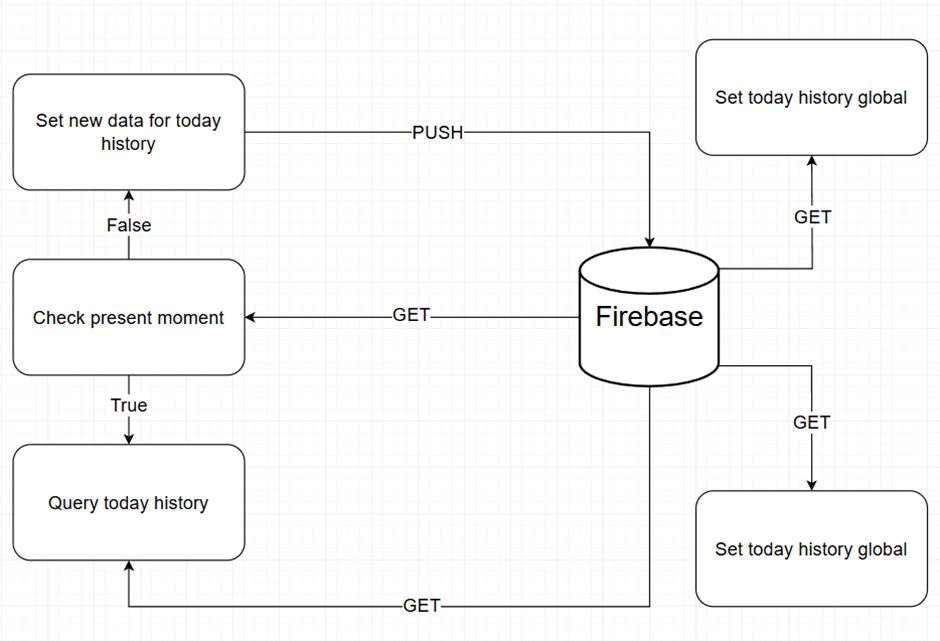 Set today history global
Set new data for today
history
PUSH
GET
False
Check present moment
GET
Firebase
True
GET
Query today history
Set today history global
GET